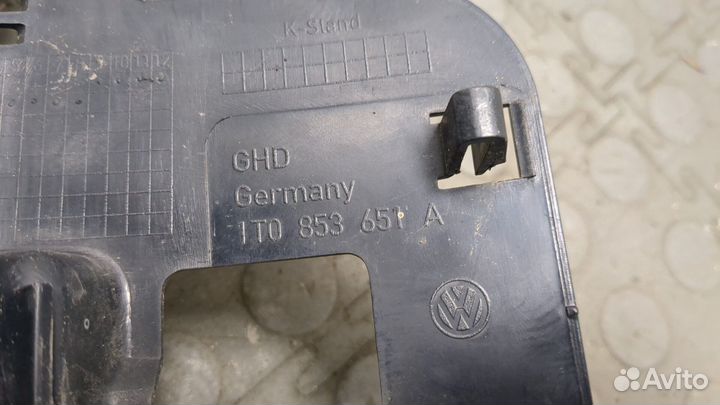 K-Stand
GHD
Germany
1T0 853 651 A
Avito